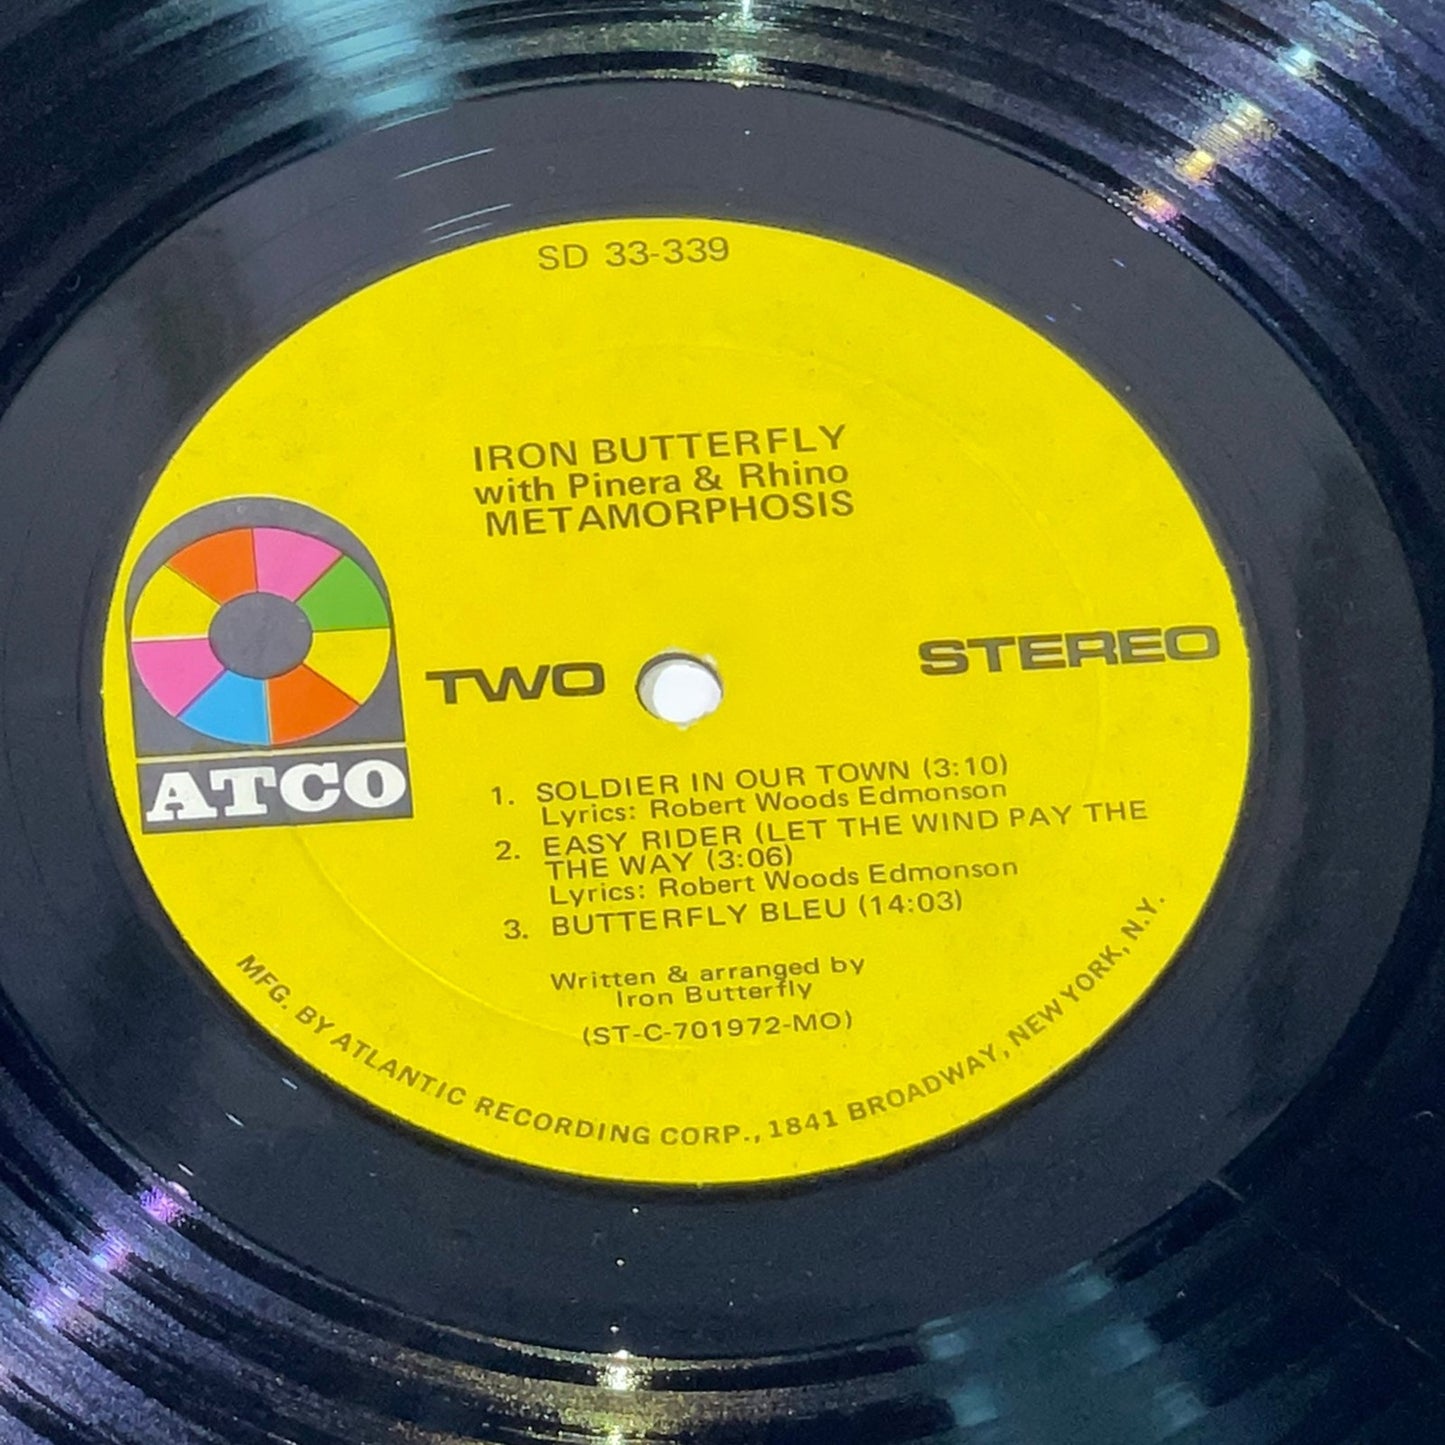 SD 33-339
IRON BUTTERFLY
with Pinera & Rhino
METAMORPHOSIS
ATCO
TWO
STEREO
1. SOLDIER IN OUR TOWN (3:10)
Lyrics: Robert Woods Edmonson
2. EASY RIDER (LET THE WIND PAY THE
THE WAY (3:06)
Lyrics: Robert Woods Edmonson
3. BUTTERFLY BLEU (14:03)
Written & arranged by
Iron Butterfly
(ST-C-701972-MO)
MFG. BY ATLANTIC RECORDING CORP., 1841 BROADWAY, NEW YORK, N.Y.